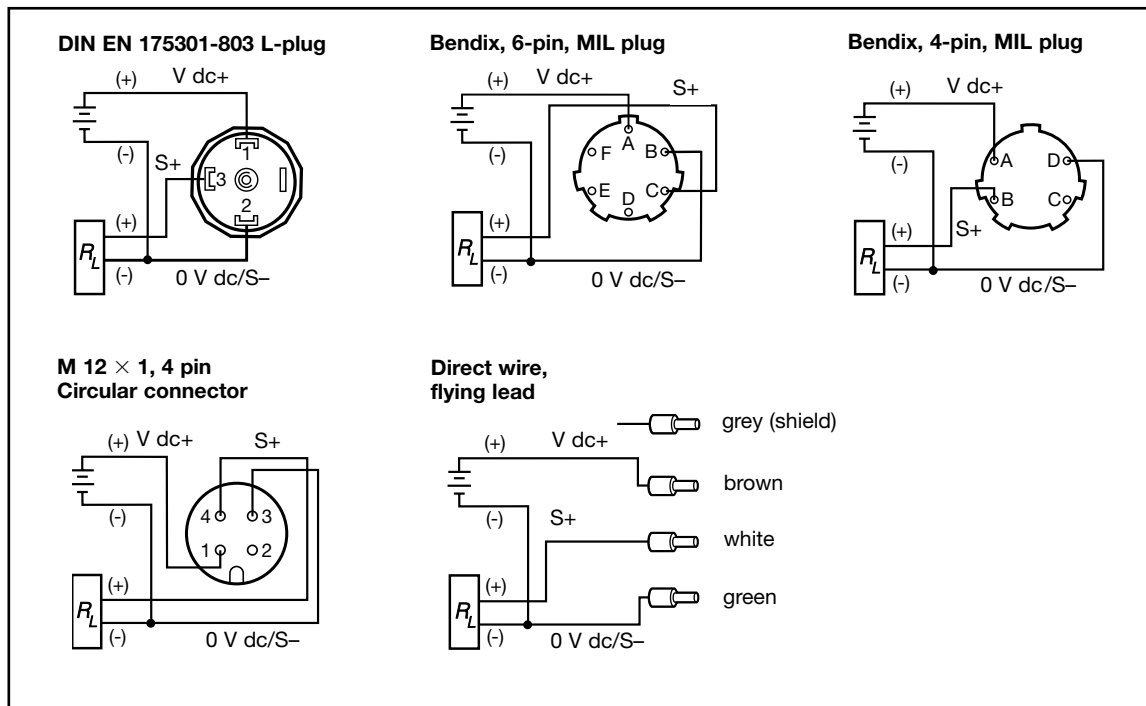 DIN EN 175301-803 L-plug
(+)
V dc+
(-)
S+
1
3
2
(+)
R_L
(-)
0 V dc/S–
Bendix, 6-pin, MIL plug
(+)
V dc+
S+
(-)
A
F
B
E
C
D
(+)
R_L
(-)
0 V dc/S–
Bendix, 4-pin, MIL plug
(+)
V dc+
(-)
A
D
B
C
S+
(+)
R_L
(-)
0 V dc/S–
M 12 × 1, 4 pin
Circular connector
(+)
V dc+
S+
(-)
4
3
1
2
(+)
R_L
(-)
0 V dc/S–
Direct wire,
flying lead
grey (shield)
(+)
V dc+
brown
(-)
S+
white
(+)
R_L
green
(-)
0 V dc/S–